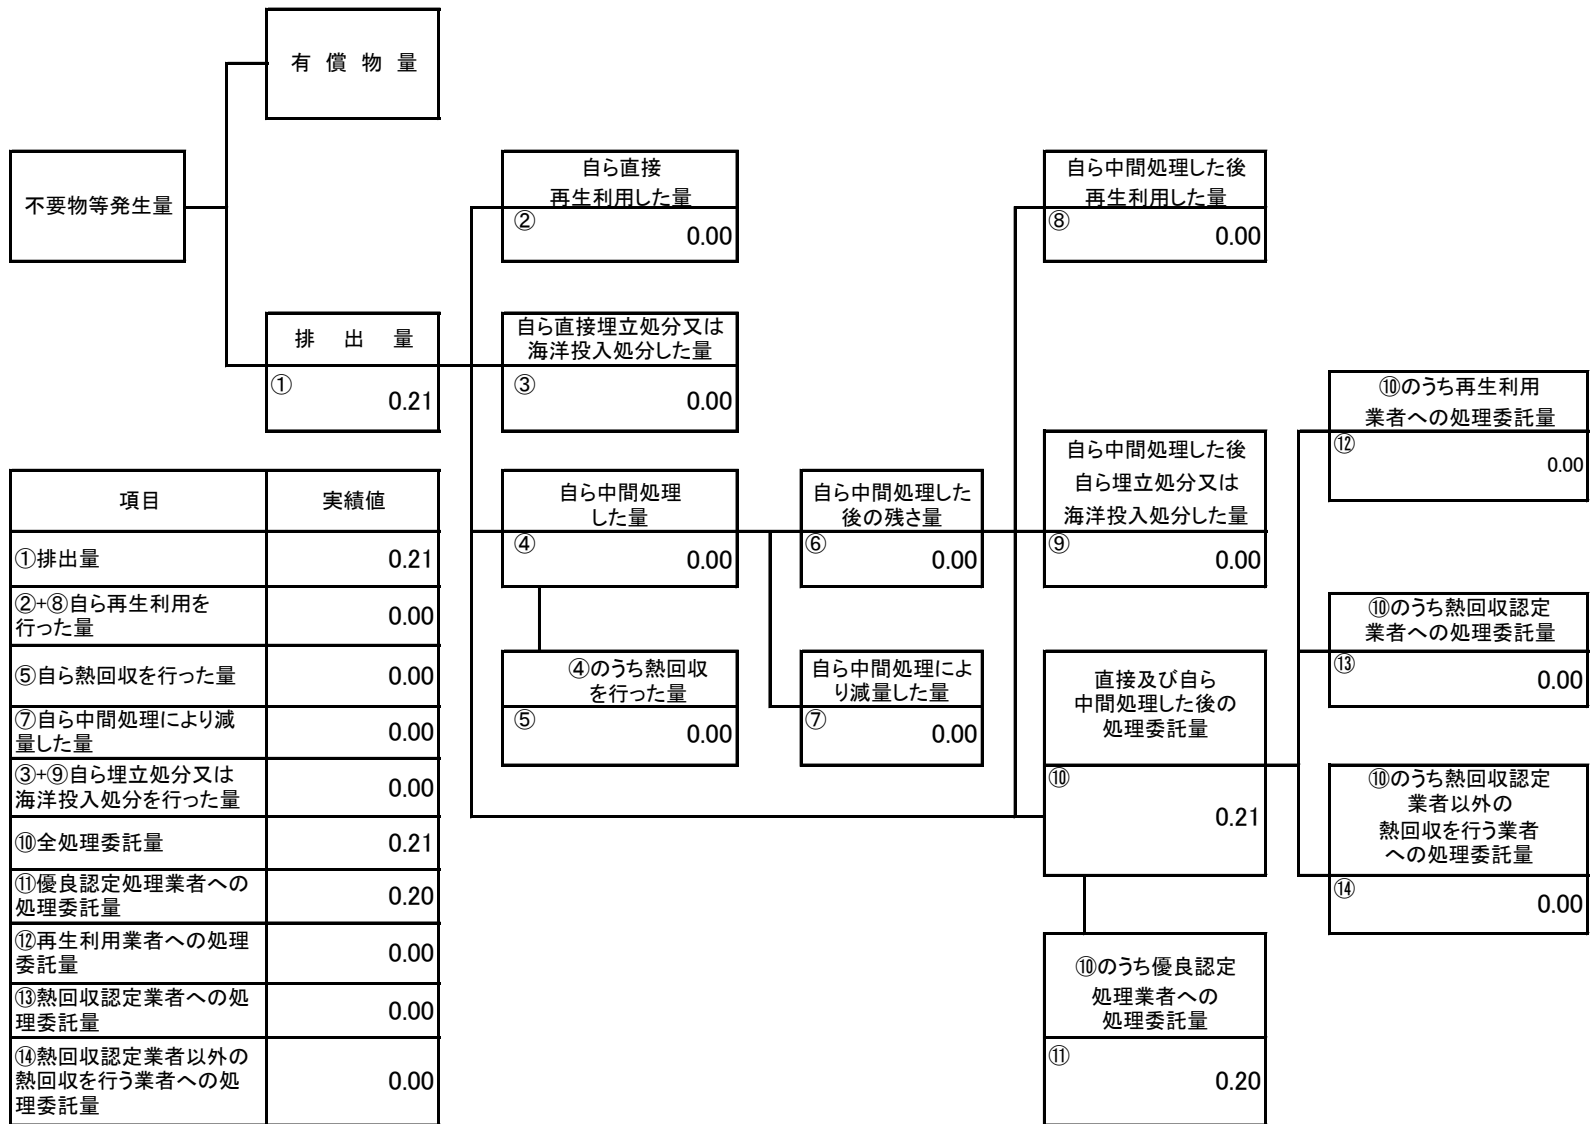 有 償 物 量
不要物等発生量
自ら直接
再生利用した量
②
0.00
自ら中間処理した後
再生利用した量
⑧
0.00
排 出 量
①
0.21
自ら直接埋立処分又は
海洋投入処分した量
③
0.00
⑩のうち再生利用
業者への処理委託量
⑫
0.00
自ら中間処理
した量
④
0.00
自ら中間処理した
後の残さ量
⑥
0.00
自ら中間処理した後
自ら埋立処分又は
海洋投入処分した量
⑨
0.00
⑩のうち熱回収認定
業者への処理委託量
⑬
0.00
④のうち熱回収
を行った量
⑤
0.00
自ら中間処理によ
り減量した量
⑦
0.00
直接及び自ら
中間処理した後の
処理委託量
⑩
0.21
⑩のうち熱回収認定
業者以外の
熱回収を行う業者
への処理委託量
⑭
0.00
⑩のうち優良認定
処理業者への
処理委託量
⑪
0.20
項目 実績値
①排出量 0.21
②+⑧自ら再生利用を
行った量 0.00
⑤自ら熱回収を行った量 0.00
⑦自ら中間処理により減
量した量 0.00
③+⑨自ら埋立処分又は
海洋投入処分を行った量 0.00
⑩全処理委託量 0.21
⑪優良認定処理業者への
処理委託量 0.20
⑫再生利用業者への処理
委託量 0.00
⑬熱回収認定業者への処
理委託量 0.00
⑭熱回収認定業者以外の
熱回収を行う業者への処
理委託量 0.00